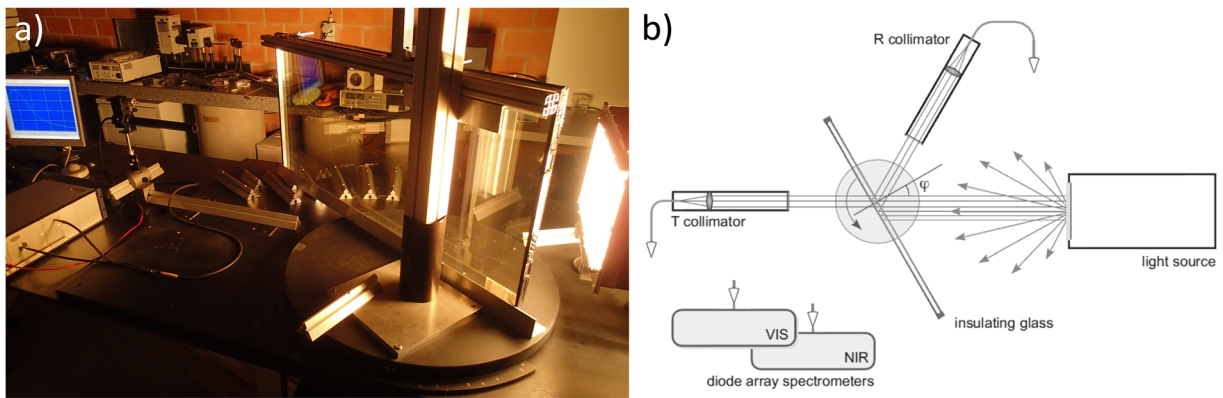 a)
b)
R collimator
φ
T collimator
light source
insulating glass
VIS
NIR
diode array spectrometers